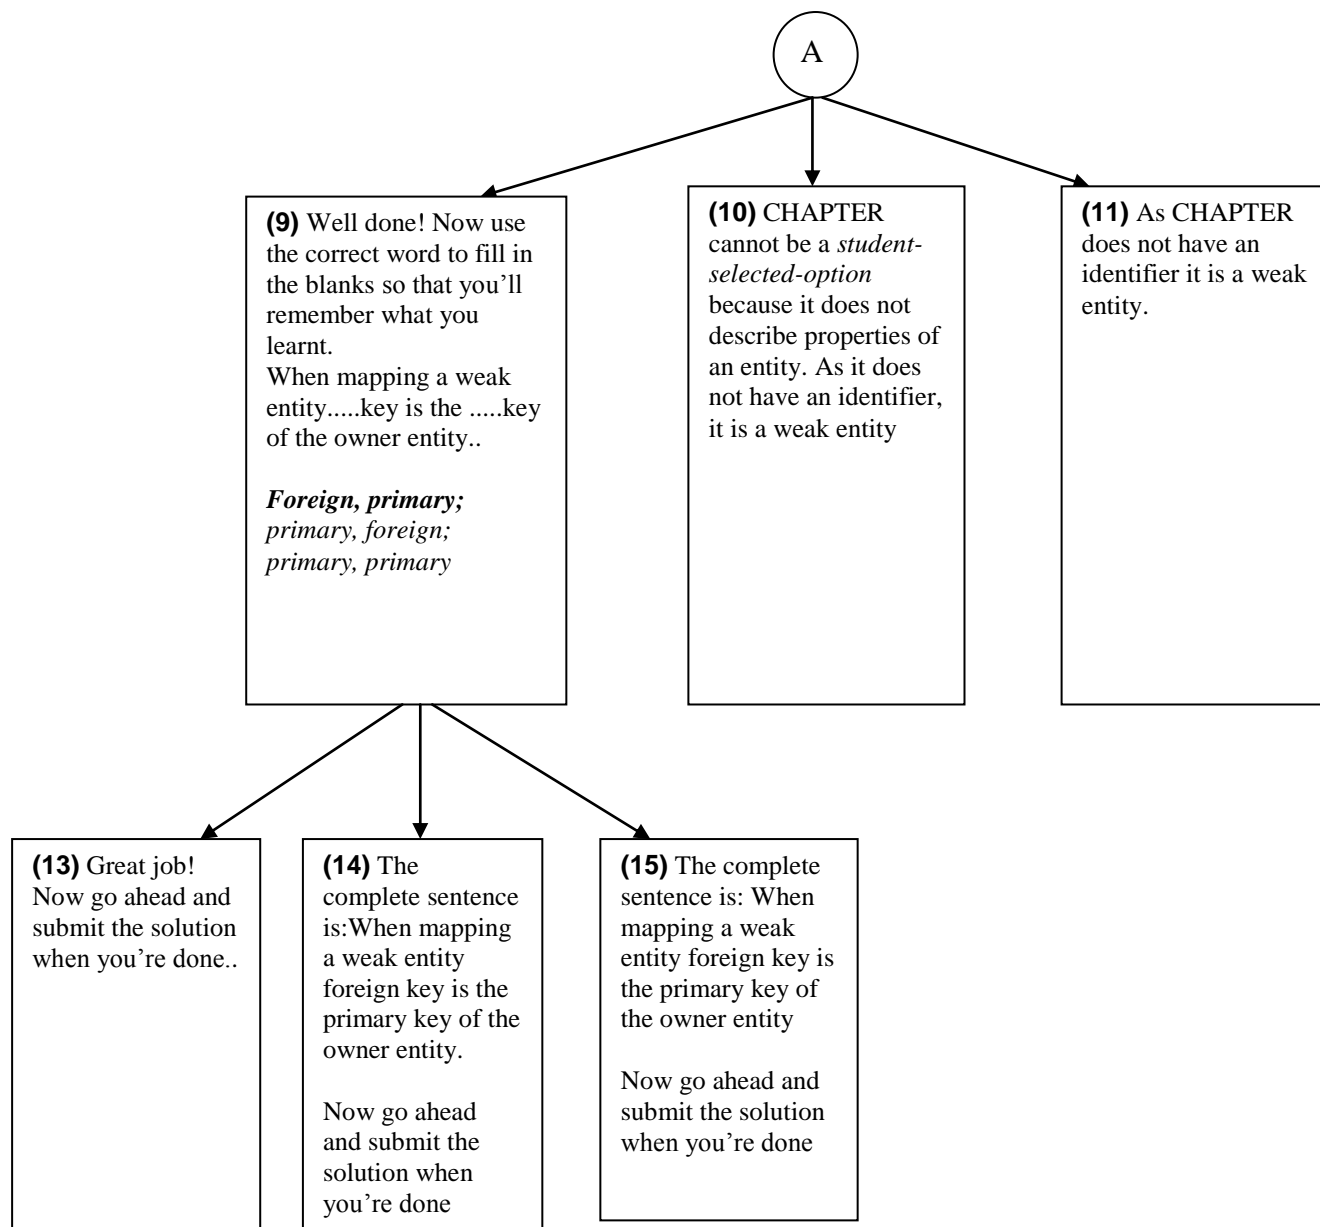 A
(9) Well done! Now use
the correct word to fill in
the blanks so that you’ll
remember what you
learnt.
When mapping a weak
entity.....key is the .....key
of the owner entity..
Foreign, primary;
primary, foreign;
primary, primary
(10) CHAPTER
cannot be a student-
selected-option
because it does not
describe properties of
an entity. As it does
not have an identifier,
it is a weak entity
(11) As CHAPTER
does not have an
identifier it is a weak
entity.
(13) Great job!
Now go ahead and
submit the solution
when you’re done..
(14) The
complete sentence
is:When mapping
a weak entity
foreign key is the
primary key of the
owner entity.
Now go ahead
and submit the
solution when
you’re done
(15) The complete
sentence is: When
mapping a weak
entity foreign key is
the primary key of
the owner entity
Now go ahead and
submit the solution
when you’re done